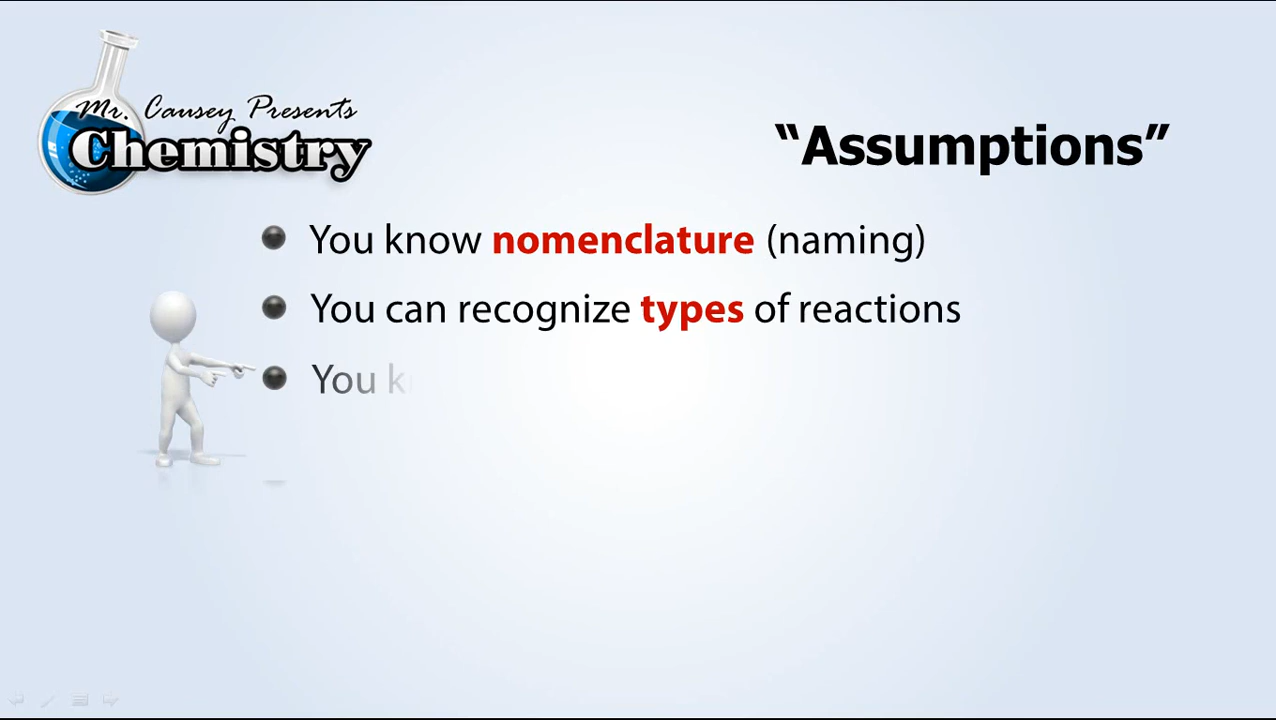 Mr. Causey Presents
Chemistry
“Assumptions”
You know nomenclature (naming)
You can recognize types of reactions
You k